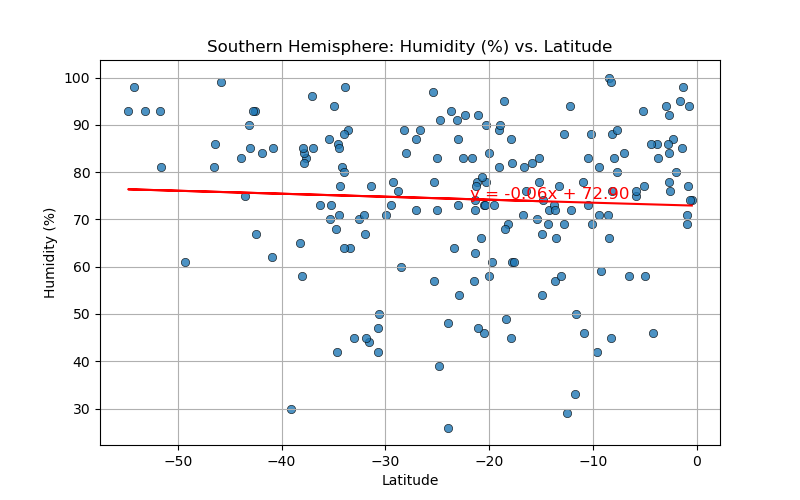 Southern Hemisphere: Humidity (%) vs. Latitude
100
90
80
y = -0.06x + 72.90
70
60
50
40
30
Humidity (%)
−50 −40 −30 −20 −10 0
Latitude